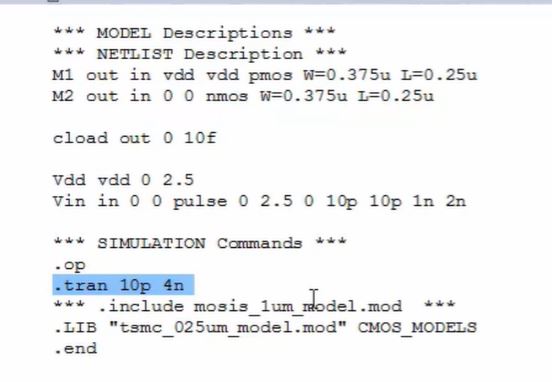 *** MODEL Descriptions ***
*** NETLIST Description ***
M1 out in vdd vdd pmos W=0.375u L=0.25u
M2 out in 0 0 nmos W=0.375u L=0.25u
cload out 0 10f
Vdd vdd 0 2.5
Vin in 0 0 pulse 0 2.5 0 10p 10p 1n 2n
*** SIMULATION Commands ***
.op
.tran 10p 4n
*** .include mosis_1um_model.mod  ***
.LIB "tsmc_025um_model.mod" CMOS_MODELS
.end